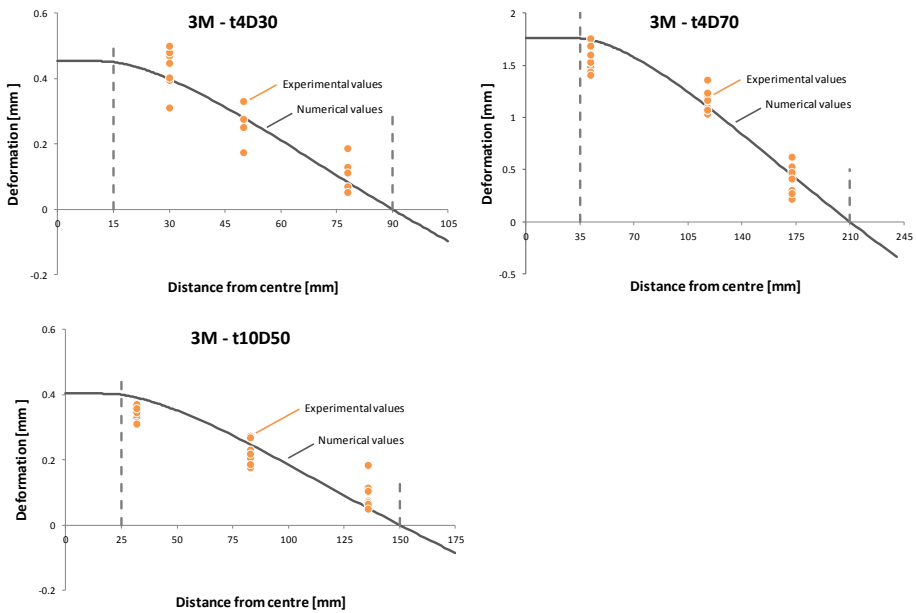 3M - t4D30
Deformation [mm ]
0.6
0.4
0.2
0
-0.2
0
15
30
45
60
75
90
105
Experimental values
Numerical values
Distance from centre [mm]
3M - t4D70
Deformation [mm]
2
1.5
1
0.5
0
-0.5
0
35
70
105
140
175
210
245
Experimental values
Numerical values
Distance from centre [mm]
3M - t10D50
Deformation [mm ]
0.6
0.4
0.2
0
-0.2
0
25
50
75
100
125
150
175
Experimental values
Numerical values
Distance from centre [mm]